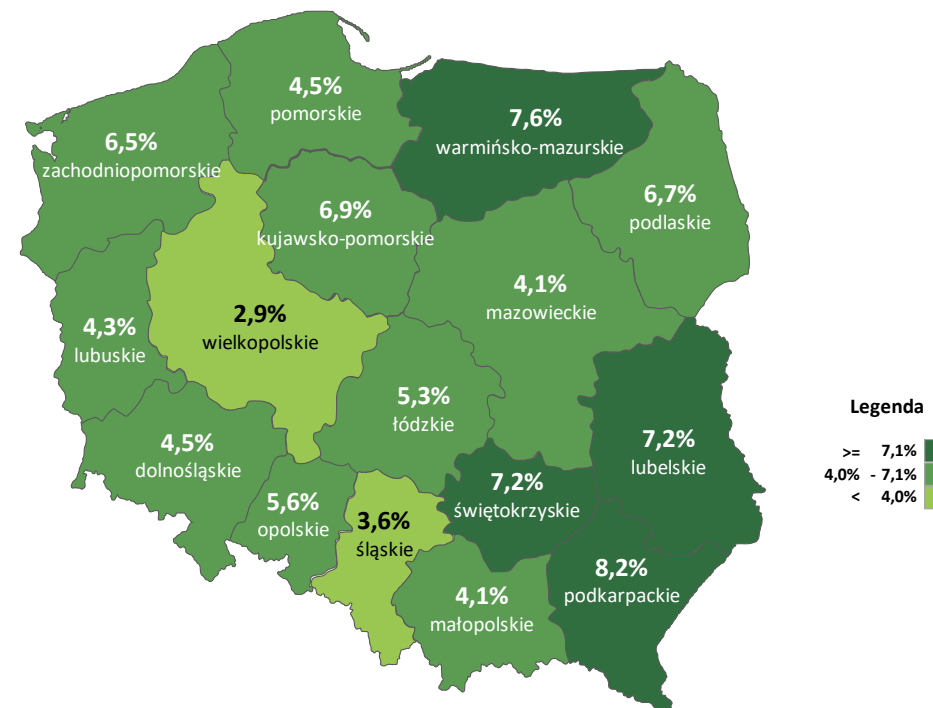 4,5%
pomorskie
7,6%
warmińsko-mazurskie
6,5%
zachodniopomorskie
6,7%
podlaskie
6,9%
kujawsko-pomorskie
4,1%
mazowieckie
2,9%
wielkopolskie
4,3%
lubuskie
5,3%
łódzkie
4,5%
dolnośląskie
7,2%
lubelskie
5,6%
opolskie
3,6%
śląskie
7,2%
świętokrzyskie
8,2%
podkarpackie
4,1%
małopolskie
Legenda
>= 7,1%
4,0% - 7,1%
< 4,0%